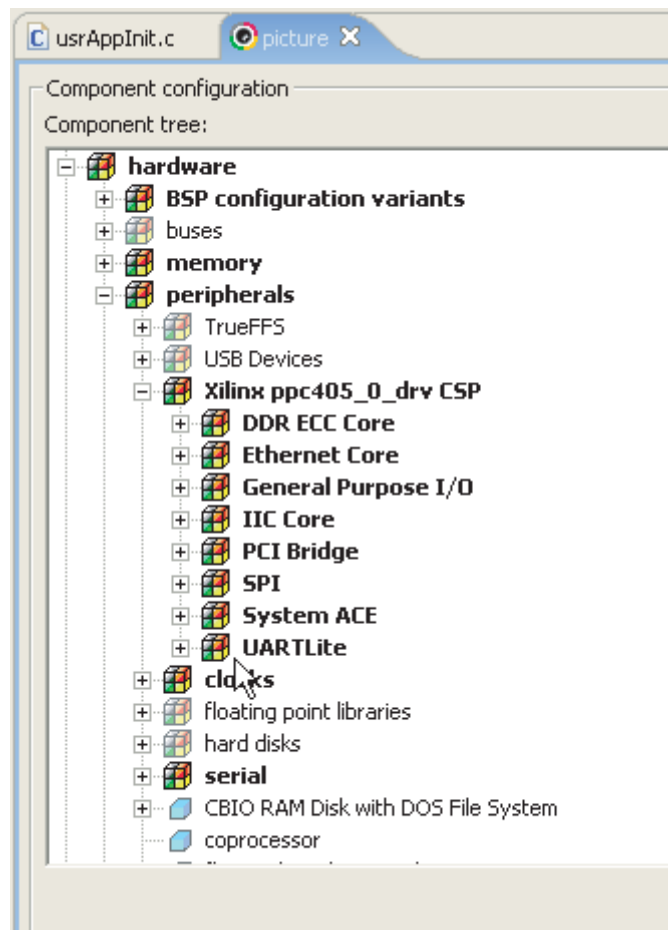 usrAppInit.c picture
Component configuration
Component tree:
hardware
BSP configuration variants
buses
memory
peripherals
TrueFFS
USB Devices
Xilinx ppc405_0_drv CSP
DDR ECC Core
Ethernet Core
General Purpose I/O
IIC Core
PCI Bridge
SPI
System ACE
UARTLite
clocks
floating point libraries
hard disks
serial
CBIO RAM Disk with DOS File System
coprocessor